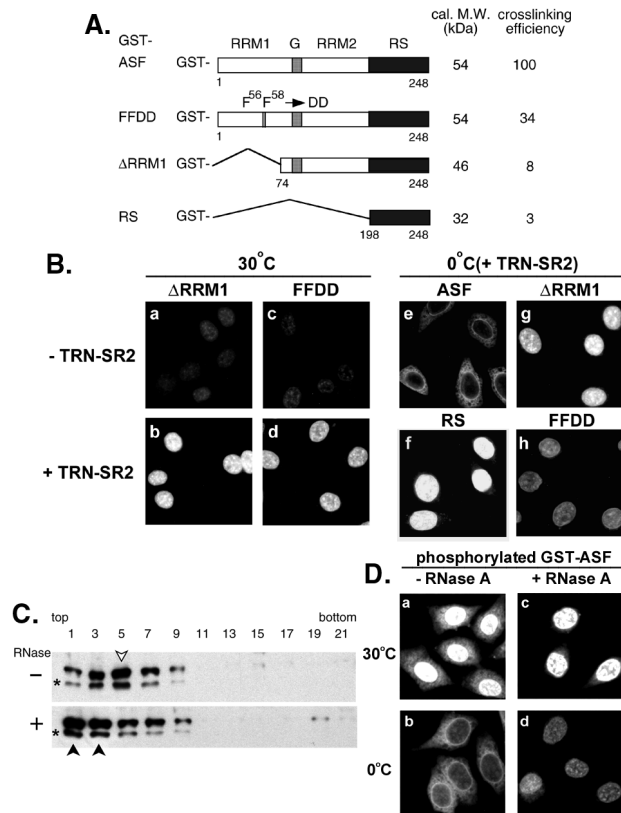 A.
GST-
RRM1 G RRM2 RS
cal. M.W. (kDa)
crosslinking efficiency
ASF GST- 54 100
1 248
F56F58 → DD
FFDD GST- 54 34
1 248
ΔRRM1 GST- 46 8
74 248
RS GST- 32 3
198 248
B.
30°C
0°C(+ TRN-SR2)
ΔRRM1 FFDD ASF ΔRRM1
a c e g
- TRN-SR2
RS FFDD
b d f h
+ TRN-SR2
C.
top bottom
1 3 5 7 9 11 13 15 17 19 21
RNase
–
*
+
*
D.
phosphorylated GST-ASF
- RNase A + RNase A
a c
30°C
b d
0°C